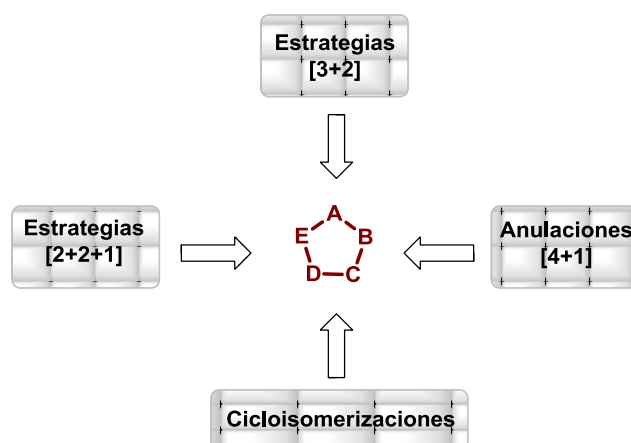 Estrategias
[3+2]
Estrategias
[2+2+1]
A
E
B
D
C
Anulaciones
[4+1]
Cicloisomerizaciones